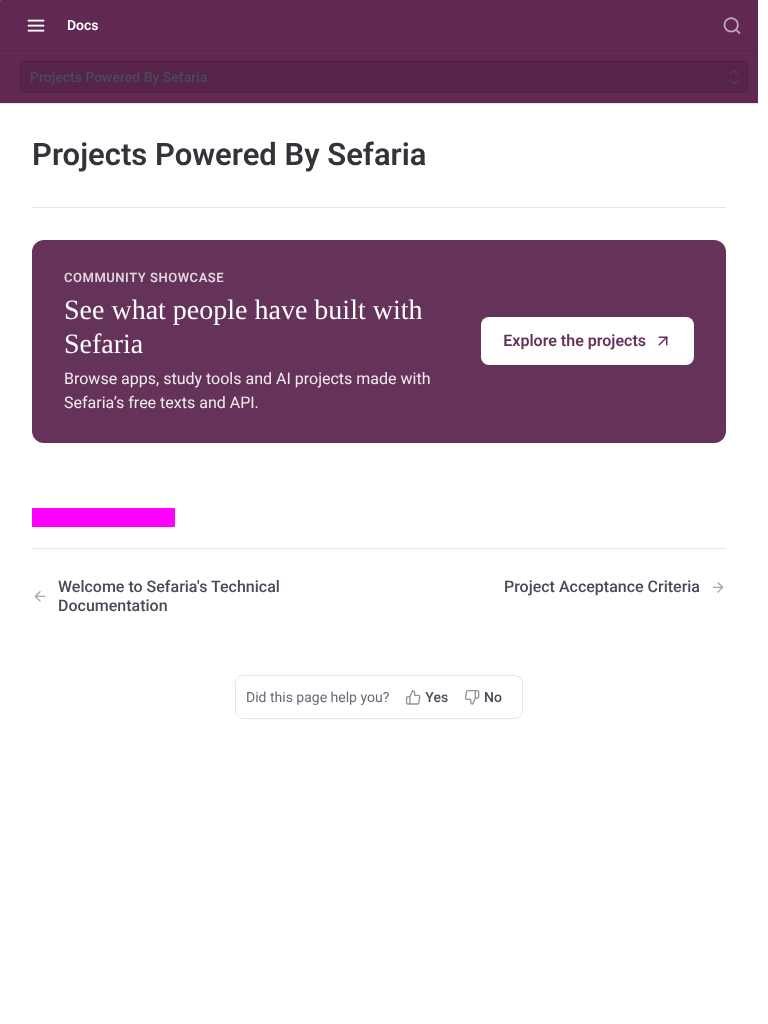 Docs
Projects Powered By Sefaria
Projects Powered By Sefaria
COMMUNITY SHOWCASE
See what people have built with
Sefaria
Explore the projects
Browse apps, study tools and AI projects made with
Sefaria’s free texts and API.
Welcome to Sefaria's Technical
Documentation
Project Acceptance Criteria
Did this page help you?
Yes
No